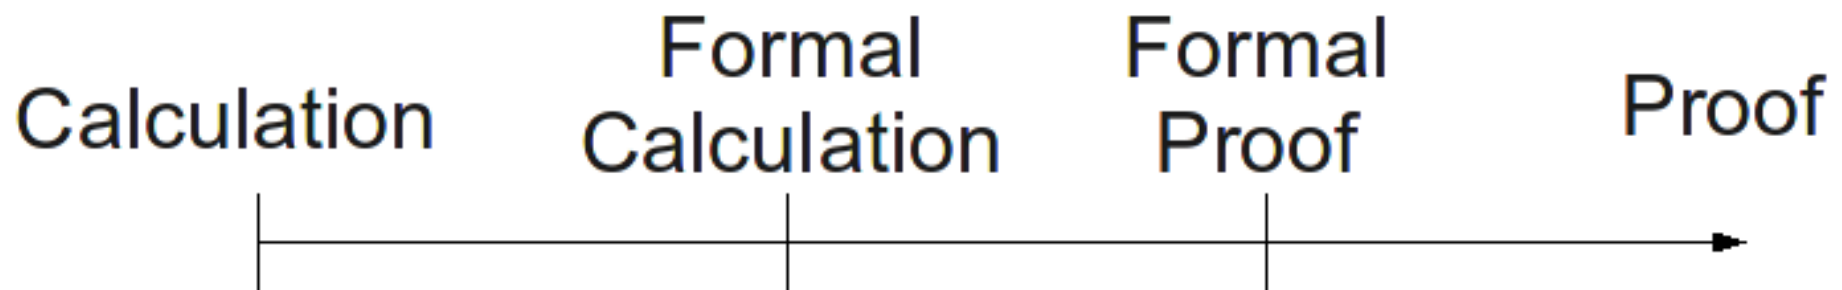 Calculation
Formal
Calculation
Formal
Proof
Proof